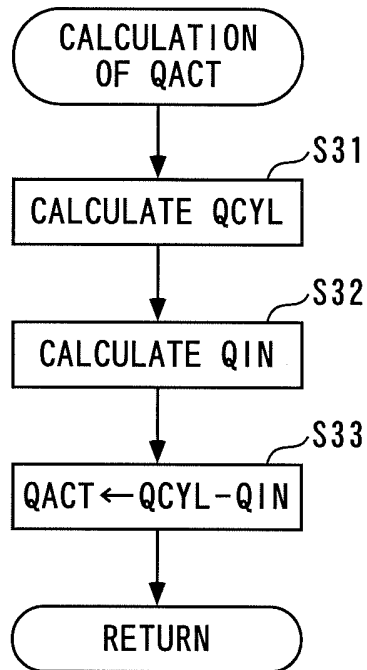 CALCULATION
OF QACT
S31
CALCULATE QCYL
S32
CALCULATE QIN
S33
QACT←QCYL-QIN
RETURN